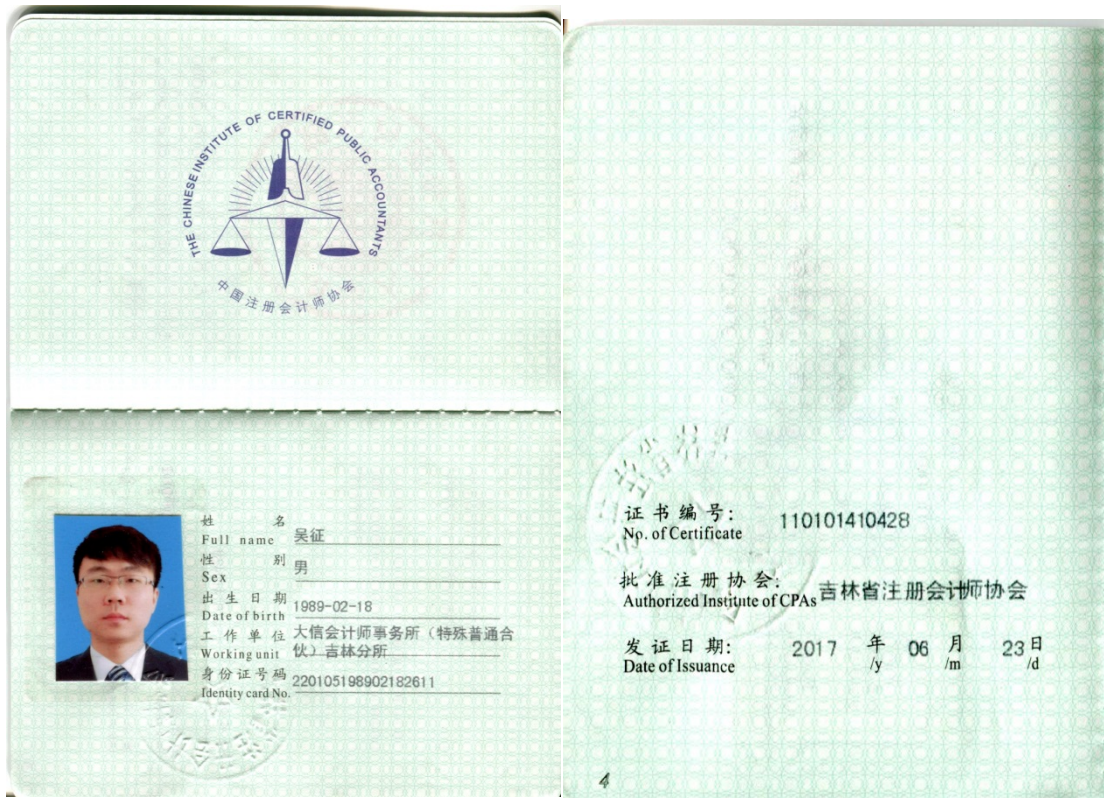 THE CHINESE INSTITUTE OF CERTIFIED PUBLIC ACCOUNTANTS
中国注册会计师协会
姓 名 吴征
Full name
性 别 男
Sex
出生日期 1989-02-18
Date of birth
工作单位 大信会计师事务所（特殊普通合
Working unit 伙）吉林分所
身份证号码 220105198902182611
Identity card No.
证书编号: 110101410428
No. of Certificate
批准注册协会: 吉林省注册会计师协会
Authorized Institute of CPAs
发证日期: 2017 年 06 月 23 日
Date of Issuance /y /m /d
4